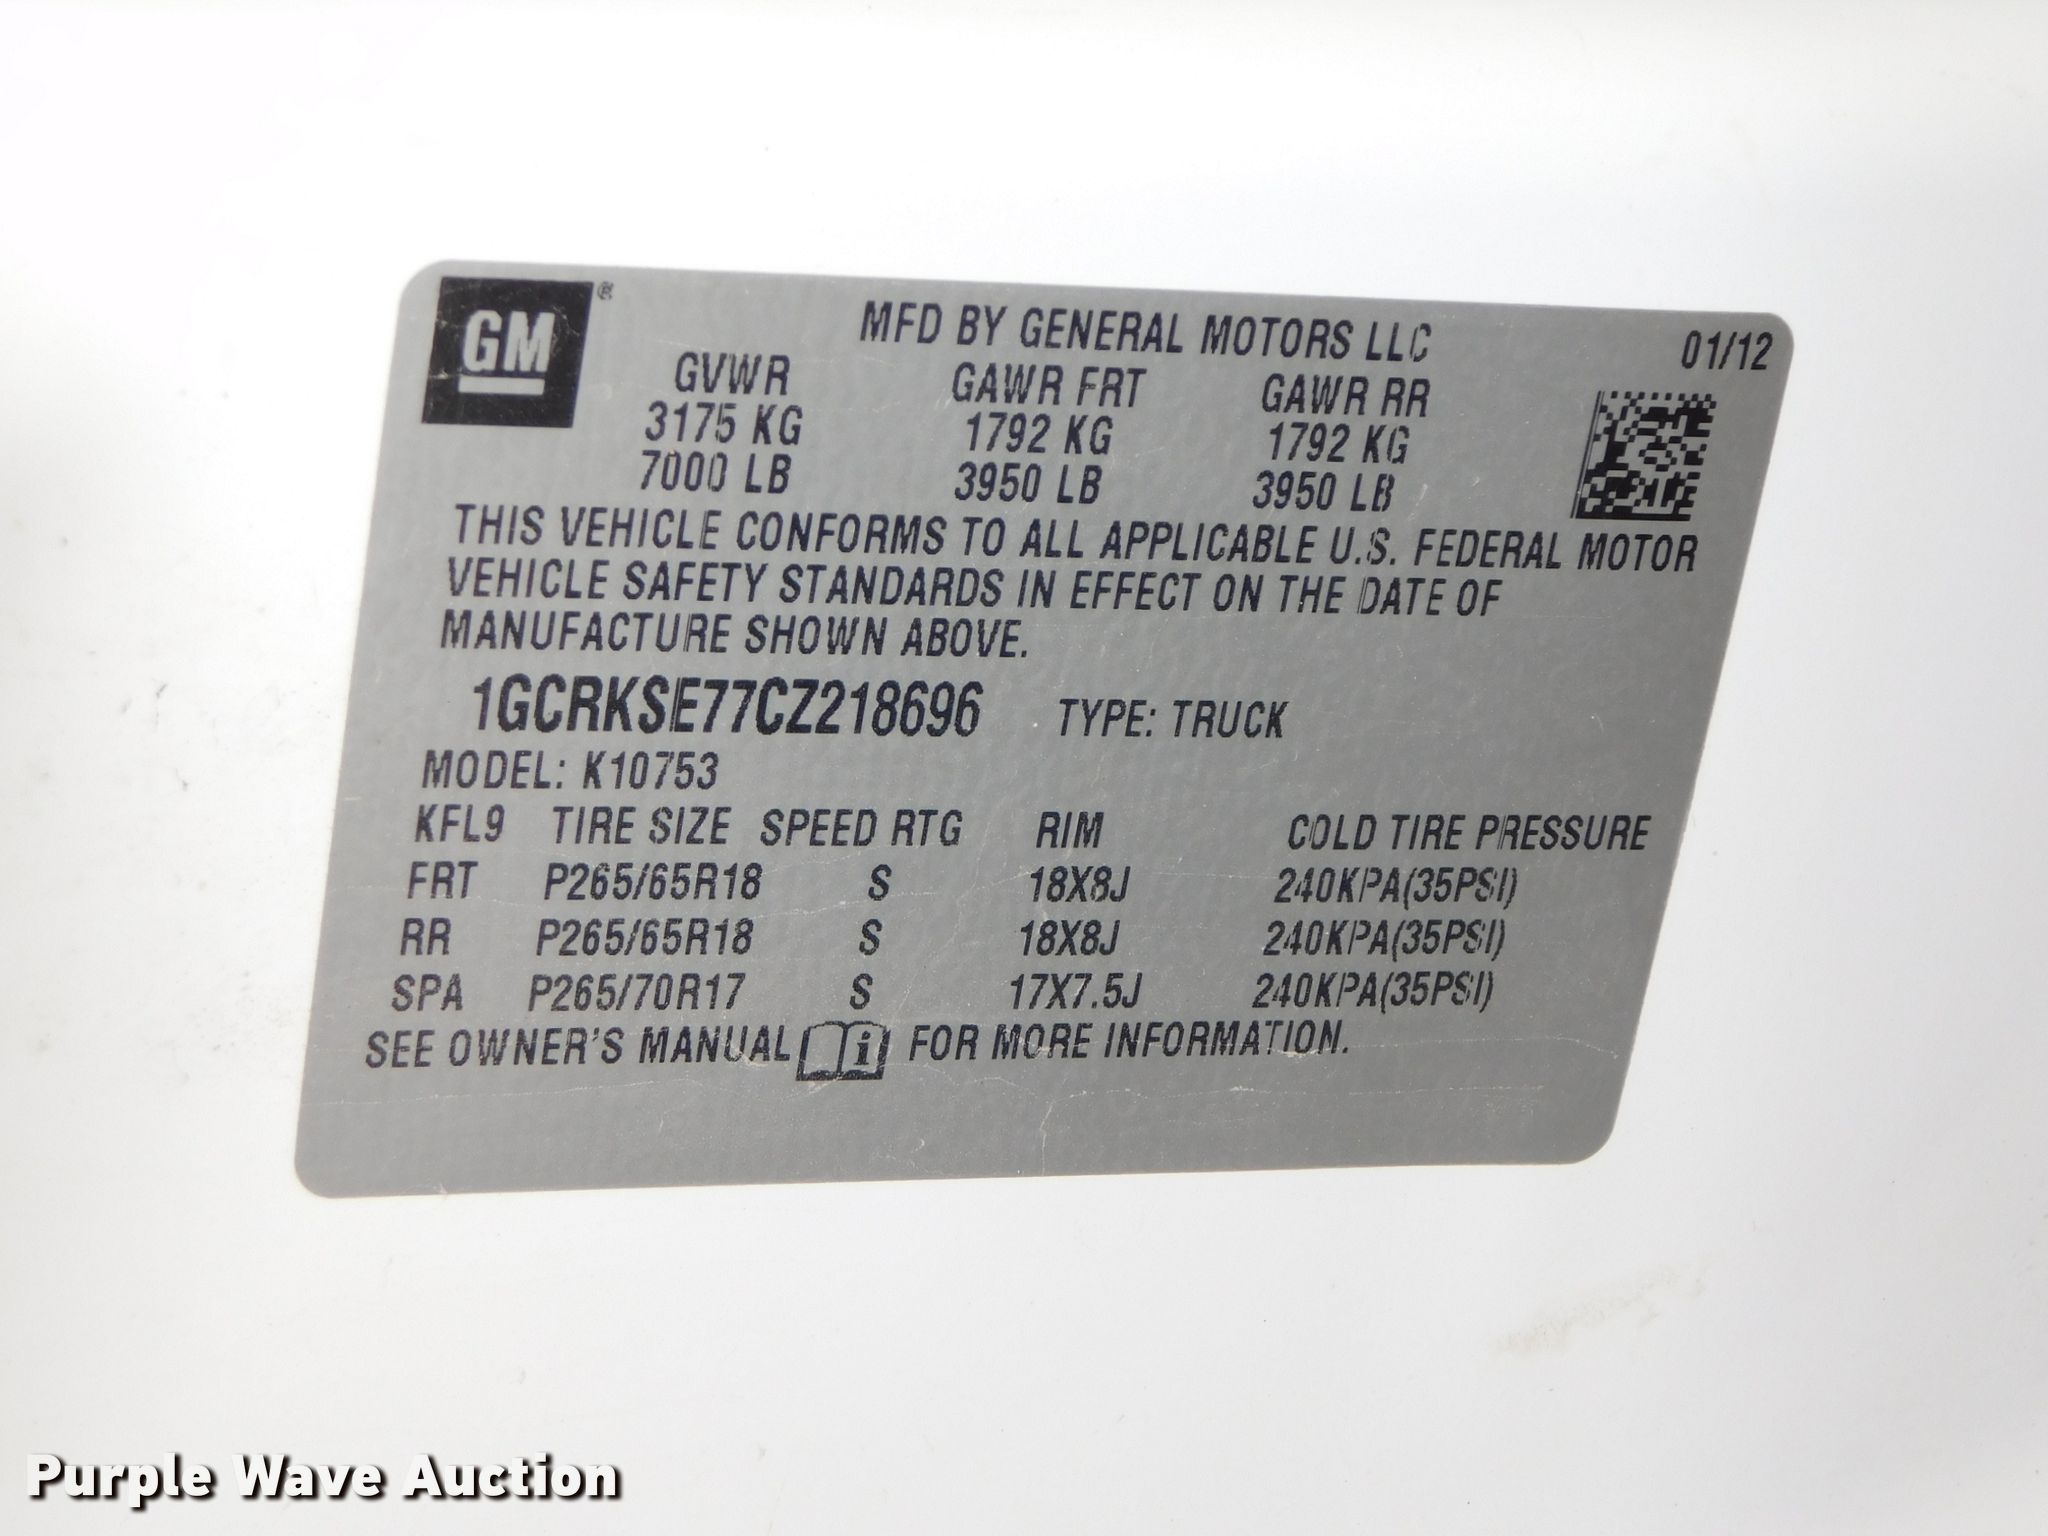 GM®
MFD BY GENERAL MOTORS LLC 01/12
GVWR GAWR FRT GAWR RR
3175 KG 1792 KG 1792 KG
7000 LB 3950 LB 3950 LB
THIS VEHICLE CONFORMS TO ALL APPLICABLE U.S. FEDERAL MOTOR
VEHICLE SAFETY STANDARDS IN EFFECT ON THE DATE OF
MANUFACTURE SHOWN ABOVE.
1GCRKSE77CZ218696 TYPE: TRUCK
MODEL: K10753
KFL9 TIRE SIZE SPEED RTG RIM COLD TIRE PRESSURE
FRT P265/65R18 S 18X8J 240KPA(35PSI)
RR P265/65R18 S 18X8J 240KPA(35PSI)
SPA P265/70R17 S 17X7.5J 240KPA(35PSI)
SEE OWNER'S MANUAL i FOR MORE INFORMATION.
Purple Wave Auction